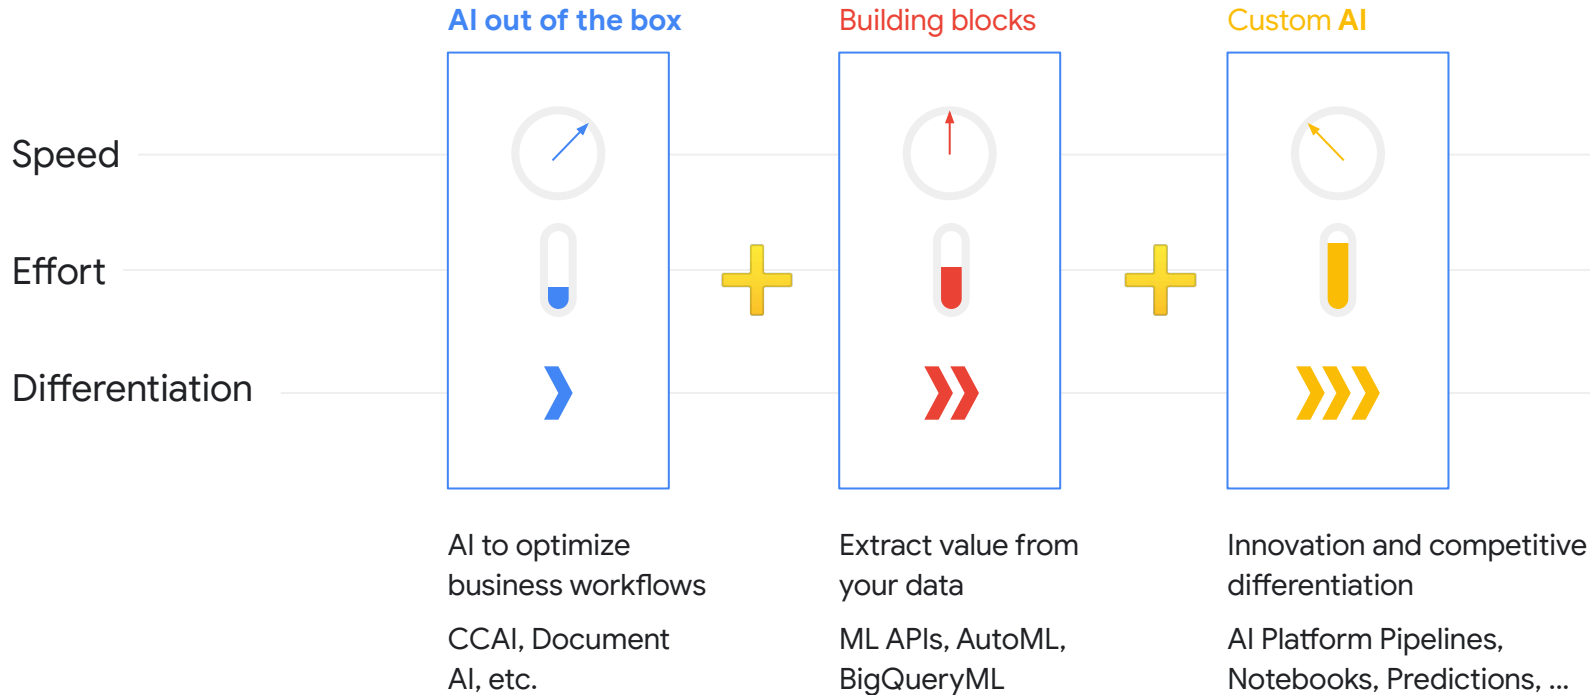 AI out of the box
Building blocks
Custom AI
Speed
Effort
Differentiation
AI to optimize
business workflows
CCAI, Document
AI, etc.
Extract value from
your data
ML APIs, AutoML,
BigQueryML
Innovation and competitive
differentiation
AI Platform Pipelines,
Notebooks, Predictions, ...